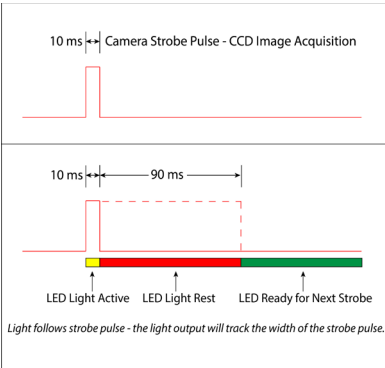 10 ms Camera Strobe Pulse - CCD Image Acquisition
10 ms 90 ms
LED Light Active LED Light Rest LED Ready for Next Strobe
Light follows strobe pulse - the light output will track the width of the strobe pulse.